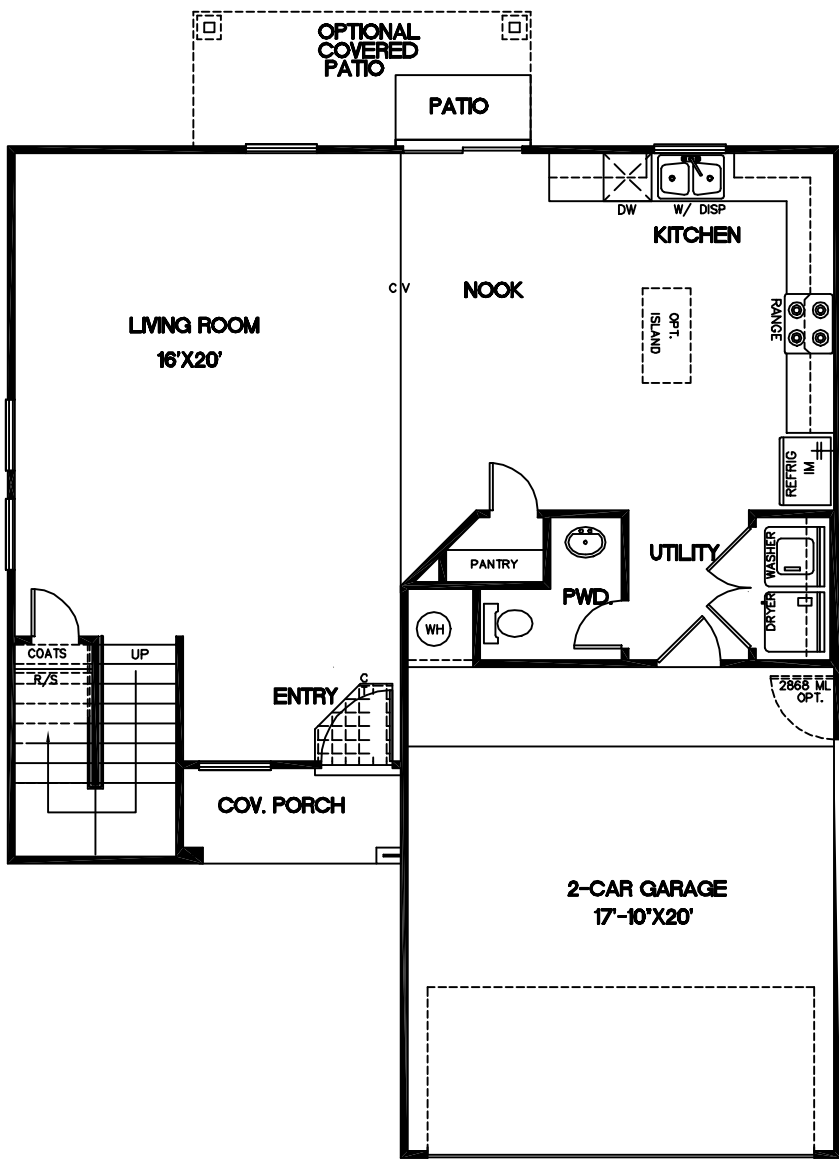 OPTIONAL
COVERED
PATIO
PATIO
DW
W/ DISP
KITCHEN
C V
NOOK
LIVING ROOM
16'X20'
OPT.
ISLAND
RANGE
REFRIG
IM
PANTRY
UTILITY
WASHER
DRYER
PWD.
WH
COATS
R/S
UP
C
ENTRY
2868 ML
OPT.
COV. PORCH
2-CAR GARAGE
17'-10"X20'